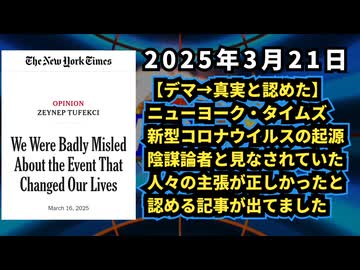 The New York Times
OPINION
ZEYNEP TUFEKCI
We Were Badly Misled
About the Event That
Changed Our Lives
March 16, 2025
2025年3月21日
【デマ→真実と認めた】
ニューヨーク・タイムズ
新型コロナウイルスの起源
陰謀論者と見なされていた
人々の主張が正しかったと
認める記事が出てました